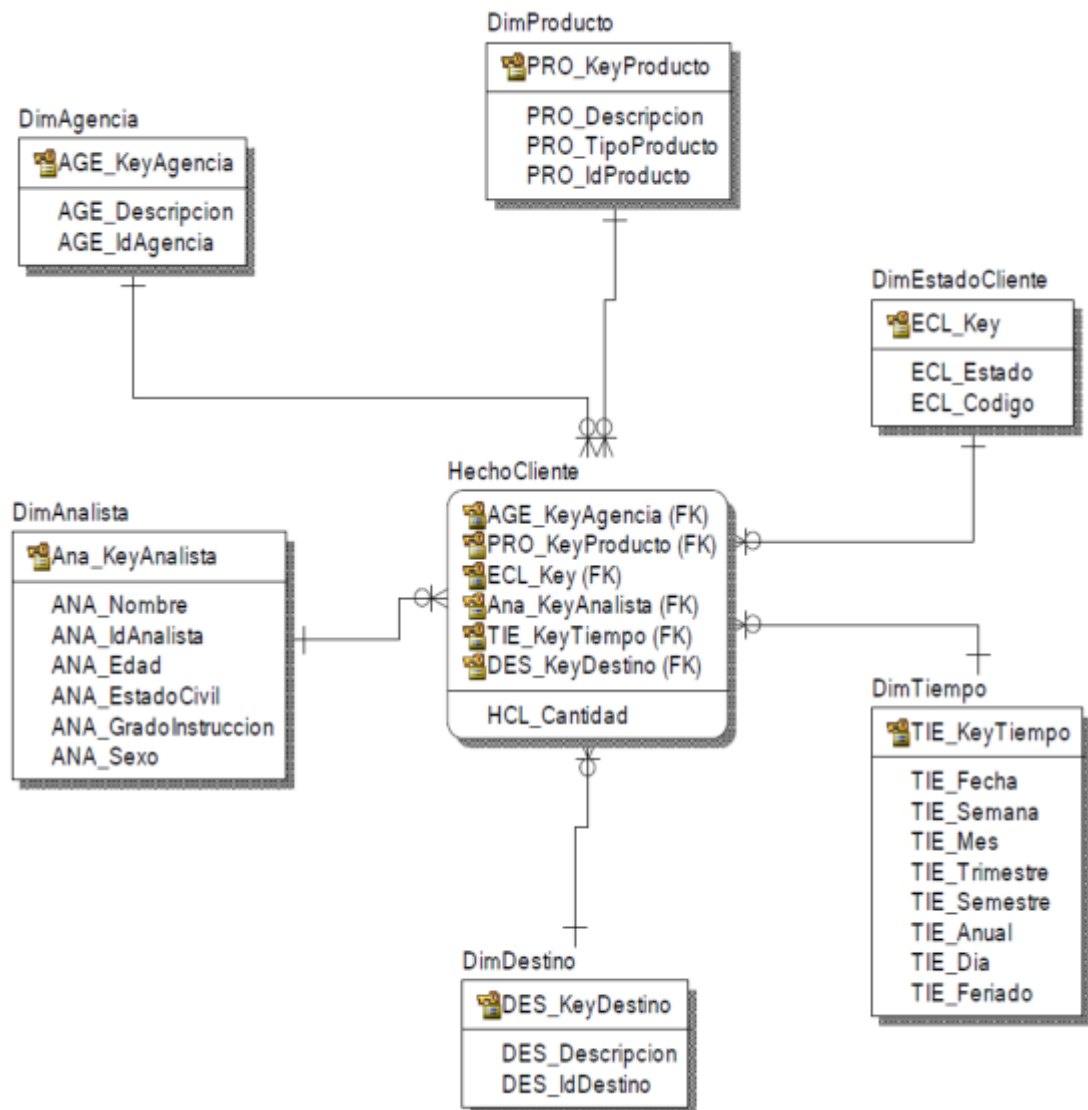 DimProducto
PRO_KeyProducto
PRO_Descripcion
PRO_TipoProducto
PRO_IdProducto
DimAgencia
AGE_KeyAgencia
AGE_Descripcion
AGE_IdAgencia
DimEstadoCliente
ECL_Key
ECL_Estado
ECL_Codigo
HechoCliente
AGE_KeyAgencia (FK)
PRO_KeyProducto (FK)
ECL_Key (FK)
Ana_KeyAnalista (FK)
TIE_KeyTiempo (FK)
DES_KeyDestino (FK)
HCL_Cantidad
DimAnalista
Ana_KeyAnalista
ANA_Nombre
ANA_IdAnalista
ANA_Edad
ANA_EstadoCivil
ANA_GradoInstruccion
ANA_Sexo
DimTiempo
TIE_KeyTiempo
TIE_Fecha
TIE_Semana
TIE_Mes
TIE_Trimestre
TIE_Semestre
TIE_Anual
TIE_Dia
TIE_Feriado
DimDestino
DES_KeyDestino
DES_Descripcion
DES_IdDestino